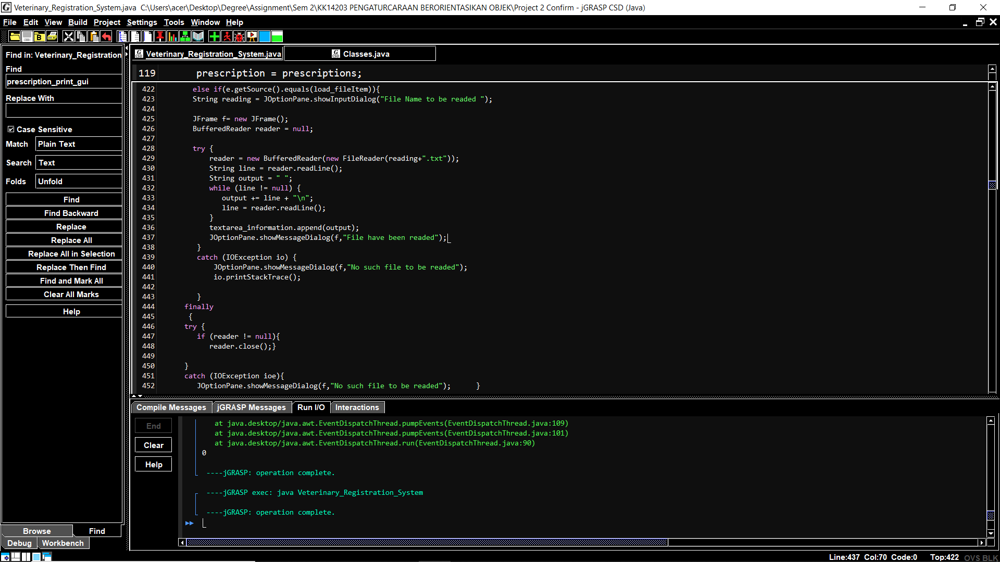 Veterinary_Registration_System.java  C:\Users\acer\Desktop\Degree\Assignment\Sem 2\KK14203 PENGATURCARAAN BERORIENTASIKAN OBJEK\Project 2 Confirm - jGRASP CSD (Java)
File Edit View Build Project Settings Tools Window Help
Find in: Veterinary_Registration
Find
prescription_print_gui
Replace With
Case Sensitive
Match Plain Text
Search Text
Folds Unfold
Find
Find Backward
Replace
Replace All
Replace All in Selection
Replace Then Find
Find and Mark All
Clear All Marks
Help
Browse Find
Debug Workbench
Veterinary_Registration_System.java Classes.java
119 prescription = prescriptions;
422 else if(e.getSource().equals(load_fileItem)){
423 String reading = JOptionPane.showInputDialog("File Name to be readed ");
424
425 JFrame f= new JFrame();
426 BufferedReader reader = null;
427
428 try {
429 reader = new BufferedReader(new FileReader(reading+".txt"));
430 String line = reader.readLine();
431 String output = " ";
432 while (line != null) {
433 output += line + "\n";
434 line = reader.readLine();
435 }
436 textarea_information.append(output);
437 JOptionPane.showMessageDialog(f,"File have been readed");
438 }
439 catch (IOException io) {
440 JOptionPane.showMessageDialog(f,"No such file to be readed");
441 io.printStackTrace();
442
443 }
444 finally
445 {
446 try {
447 if (reader != null){
448 reader.close();}
449
450 }
451 catch (IOException ioe){
452 JOptionPane.showMessageDialog(f,"No such file to be readed"); }
Compile Messages jGRASP Messages Run I/O Interactions
End
Clear
Help
at java.desktop/java.awt.EventDispatchThread.pumpEvents(EventDispatchThread.java:109)
at java.desktop/java.awt.EventDispatchThread.pumpEvents(EventDispatchThread.java:101)
at java.desktop/java.awt.EventDispatchThread.run(EventDispatchThread.java:90)
0
----jGRASP: operation complete.
----jGRASP exec: java Veterinary_Registration_System
----jGRASP: operation complete.
Line:437 Col:70 Code:0 Top:422 OVS BLK